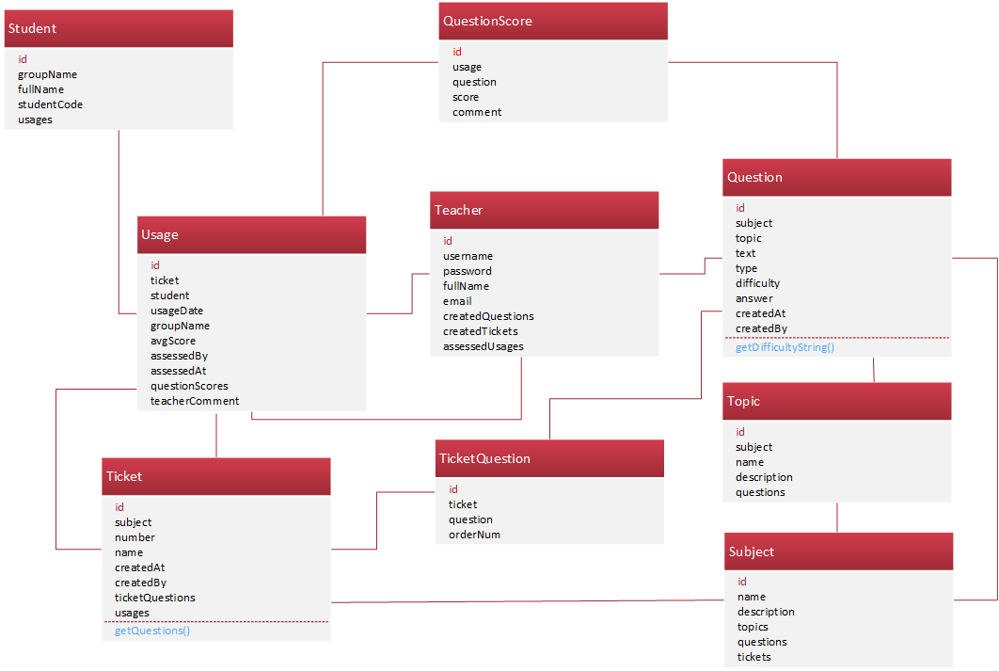 Student
id
groupName
fullName
studentCode
usages
QuestionScore
id
usage
question
score
comment
Question
id
subject
topic
text
type
difficulty
answer
createdAt
createdBy
getDifficultyString()
Teacher
id
username
password
fullName
email
createdQuestions
createdTickets
assessedUsages
Usage
id
ticket
student
usageDate
groupName
avgScore
assessedBy
assessedAt
questionScores
teacherComment
Topic
id
subject
name
description
questions
TicketQuestion
id
ticket
question
orderNum
Ticket
id
subject
number
name
createdAt
createdBy
ticketQuestions
usages
getQuestions()
Subject
id
name
description
topics
questions
tickets